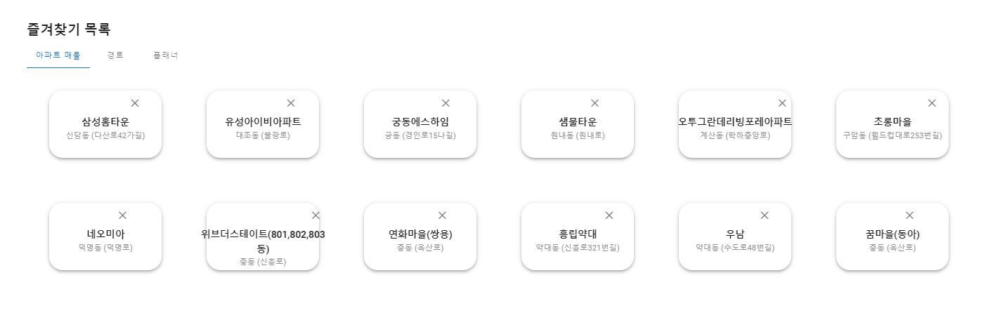 즐겨찾기 목록
아파트 매물
경로
플래너
삼성홈타운
신당동 (다산로42가길)
유성아이비아파트
대조동 (불광로)
궁동에스하임
궁동 (경인로15나길)
샘물타운
원내동 (원내로)
오투그란데리빙포레아파트
계산동 (학하중앙로)
초롱마을
구암동 (월드컵대로253번길)
네오미아
덕명동 (덕명로)
위브더스테이트(801,802,803
동)
중동 (신흥로)
연화마을(쌍용)
중동 (옥산로)
흥립약대
약대동 (신흥로321번길)
우남
약대동 (수도로48번길)
꿈마을(동아)
중동 (옥산로)